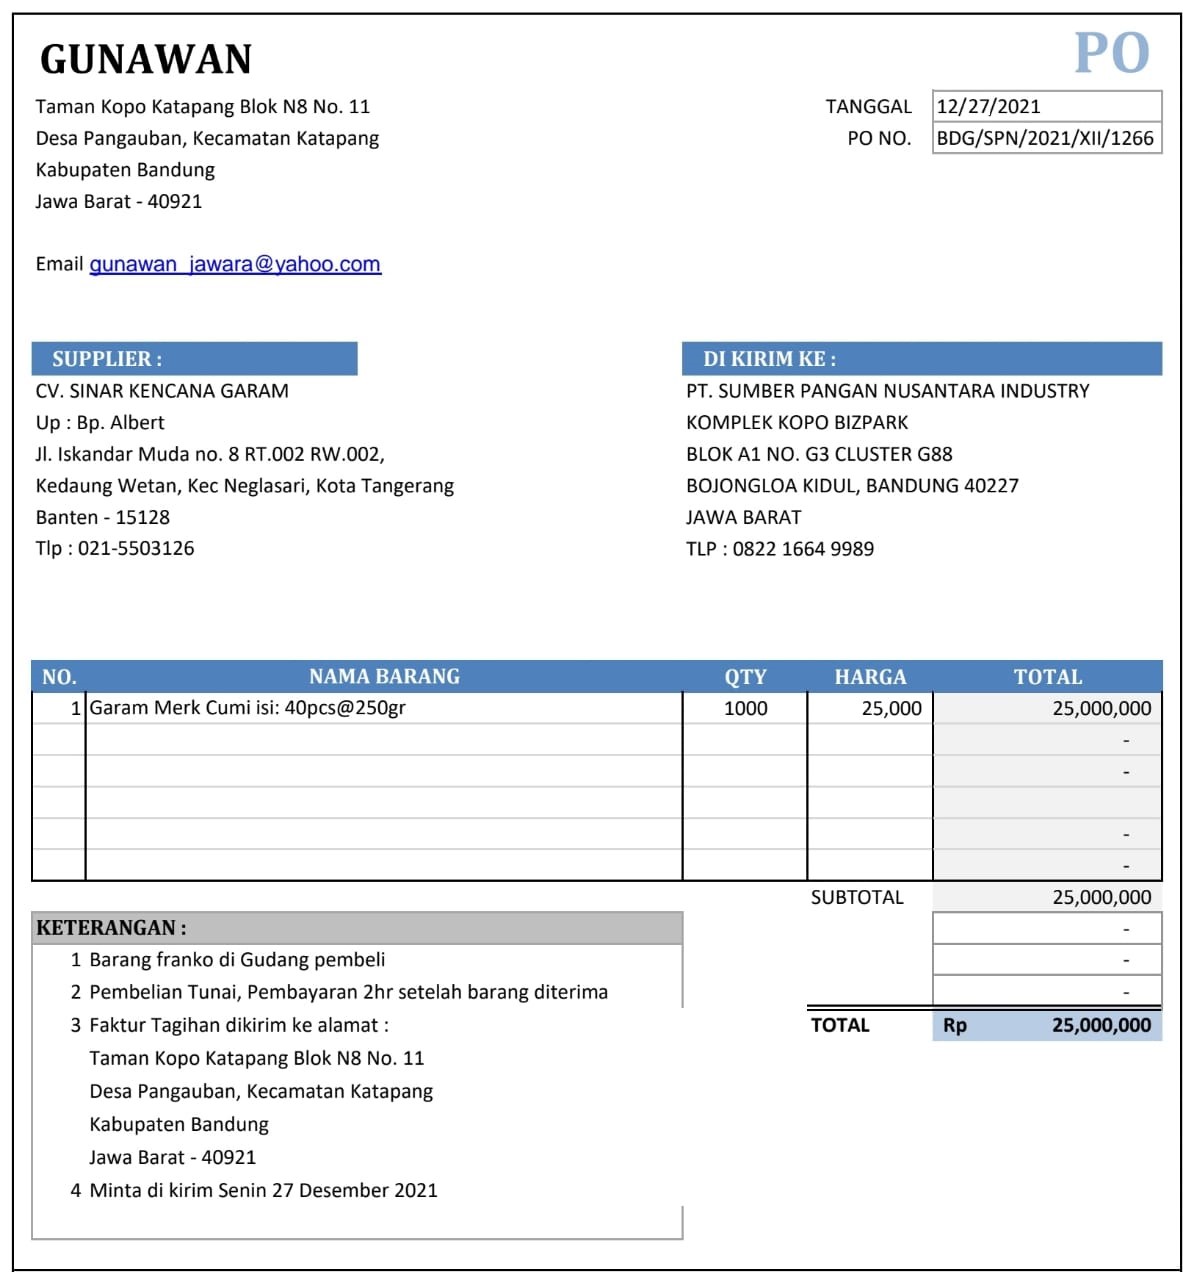 GUNAWAN
PO
Taman Kopo Katapang Blok N8 No. 11
Desa Pangauban, Kecamatan Katapang
Kabupaten Bandung
Jawa Barat - 40921
TANGGAL 12/27/2021
PO NO. BDG/SPN/2021/XII/1266
Email gunawan_jawara@yahoo.com
SUPPLIER :
CV. SINAR KENCANA GARAM
Up : Bp. Albert
Jl. Iskandar Muda no. 8 RT.002 RW.002,
Kedaung Wetan, Kec Neglasari, Kota Tangerang
Banten - 15128
Tlp : 021-5503126
DI KIRIM KE :
PT. SUMBER PANGAN NUSANTARA INDUSTRY
KOMPLEK KOPO BIZPARK
BLOK A1 NO. G3 CLUSTER G88
BOJONGLOA KIDUL, BANDUNG 40227
JAWA BARAT
TLP : 0822 1664 9989
NO. NAMA BARANG QTY HARGA TOTAL
1 Garam Merk Cumi isi: 40pcs@250gr 1000 25,000 25,000,000
-
-
-
-
SUBTOTAL 25,000,000
-
-
-
TOTAL Rp 25,000,000
KETERANGAN :
1 Barang franko di Gudang pembeli
2 Pembelian Tunai, Pembayaran 2hr setelah barang diterima
3 Faktur Tagihan dikirim ke alamat :
Taman Kopo Katapang Blok N8 No. 11
Desa Pangauban, Kecamatan Katapang
Kabupaten Bandung
Jawa Barat - 40921
4 Minta di kirim Senin 27 Desember 2021